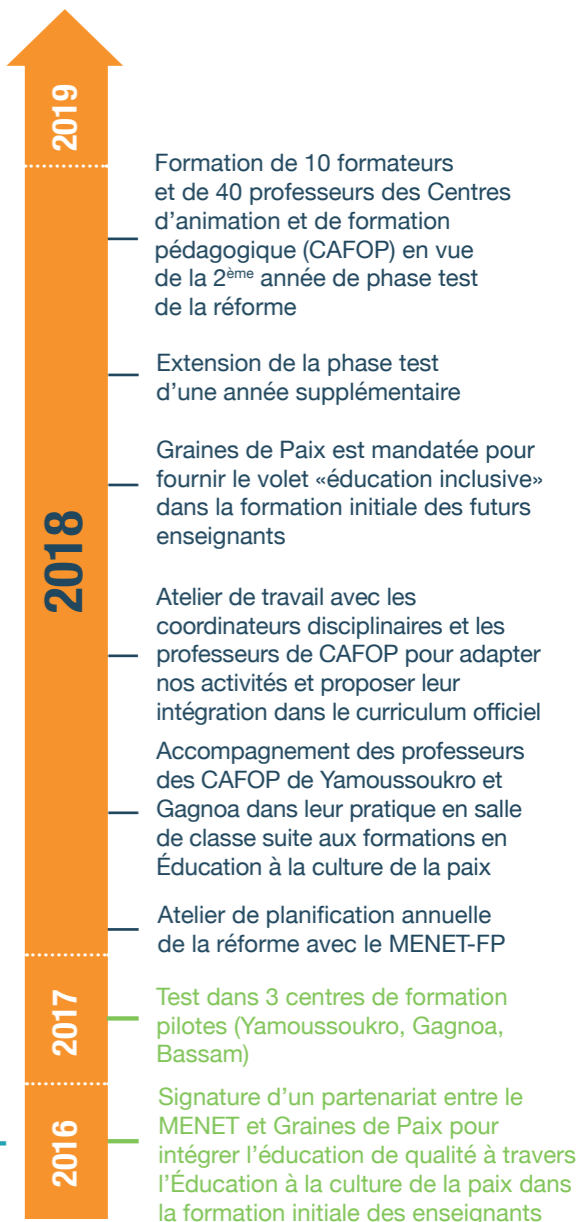 2019
Formation de 10 formateurs
et de 40 professeurs des Centres
d’animation et de formation
pédagogique (CAFOP) en vue
de la 2ème année de phase test
de la réforme
Extension de la phase test
d’une année supplémentaire
Graines de Paix est mandatée pour
fournir le volet «éducation inclusive»
dans la formation initiale des futurs
enseignants
2018
Atelier de travail avec les
coordinateurs disciplinaires et les
professeurs de CAFOP pour adapter
nos activités et proposer leur
intégration dans le curriculum officiel
Accompagnement des professeurs
des CAFOP de Yamoussoukro et
Gagnoa dans leur pratique en salle
de classe suite aux formations en
Éducation à la culture de la paix
Atelier de planification annuelle
de la réforme avec le MENET-FP
2017
Test dans 3 centres de formation
pilotes (Yamoussoukro, Gagnoa,
Bassam)
2016
Signature d’un partenariat entre le
MENET et Graines de Paix pour
intégrer l’éducation de qualité à travers
l’Éducation à la culture de la paix dans
la formation initiale des enseignants